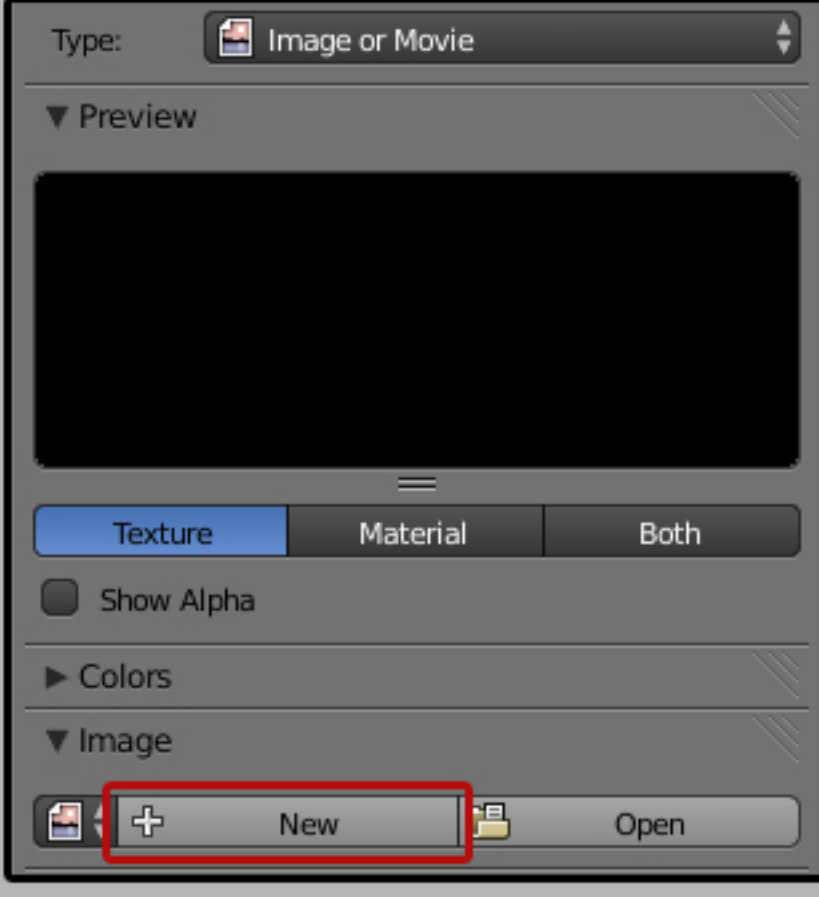 Type: Image or Movie
Preview
Texture Material Both
Show Alpha
Colors
Image
New Open